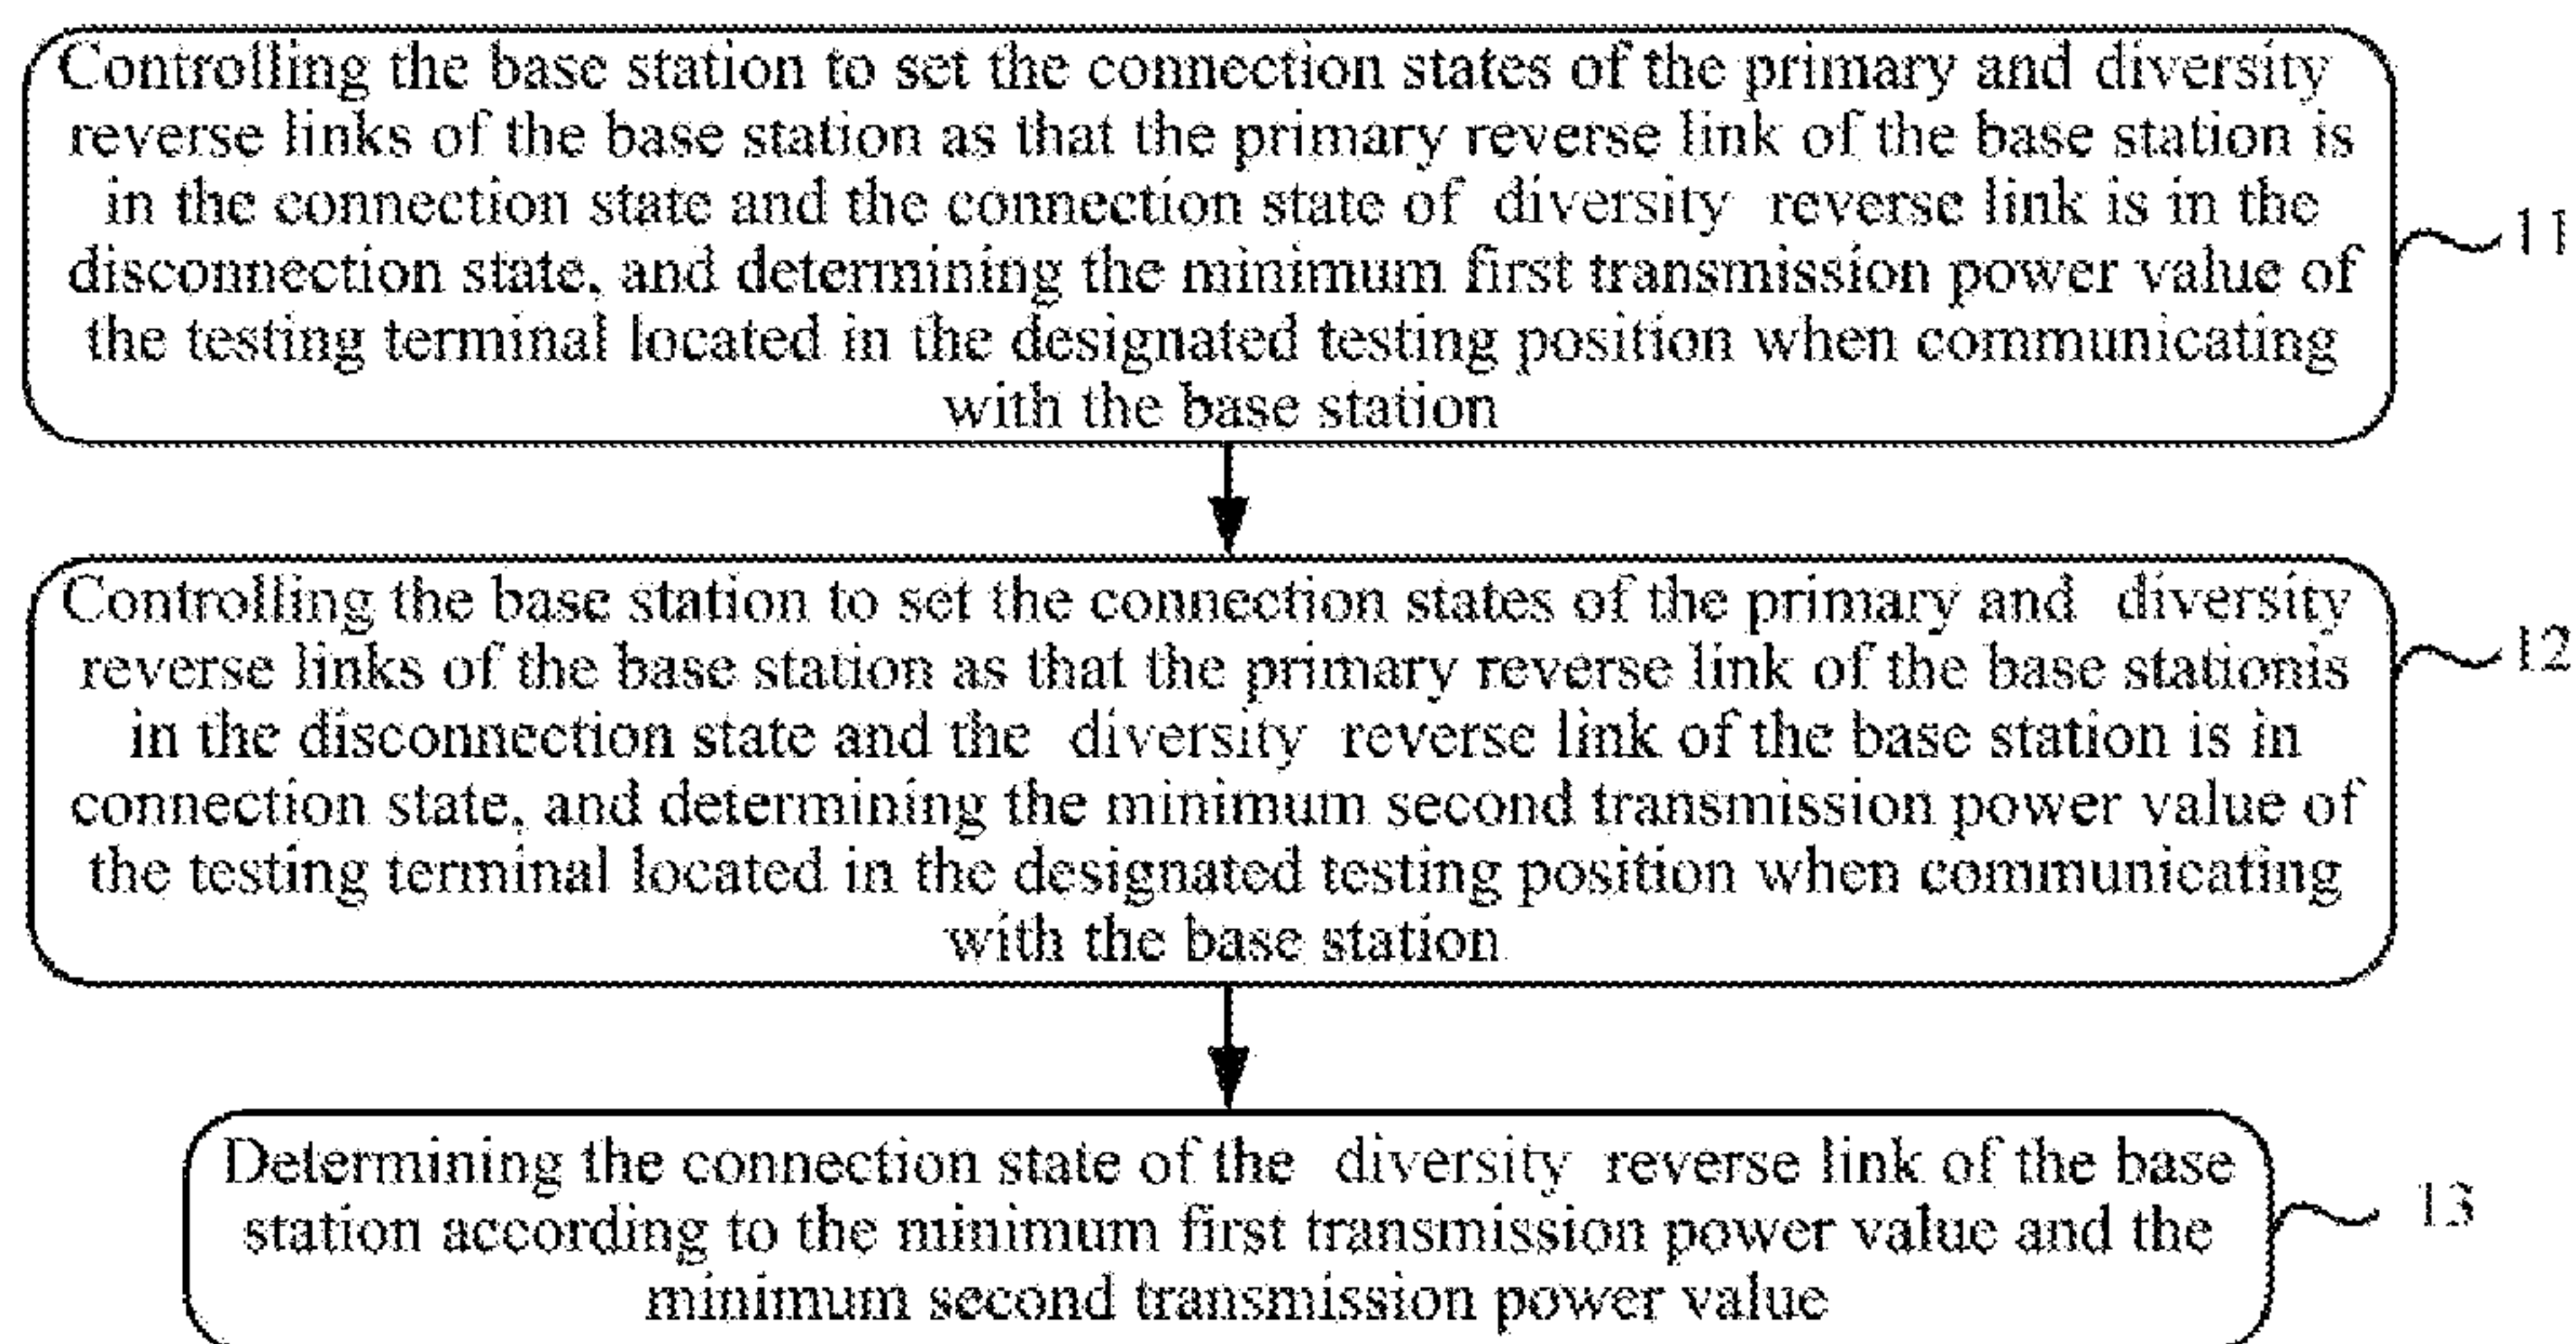 Controlling the base station to set the connection states of the primary and diversity
reverse links of the base station as that the primary reverse link of the base station is
in the connection state and the connection state of diversity reverse link is in the
disconnection state, and determining the minimum first transmission power value of
the testing terminal located in the designated testing position when communicating
with the base station
11
Controlling the base station to set the connection states of the primary and diversity
reverse links of the base station as that the primary reverse link of the base stationis
in the disconnection state and the diversity reverse link of the base station is in
connection state, and determining the minimum second transmission power value of
the testing terminal located in the designated testing position when communicating
with the base station
12
Determining the connection state of the diversity reverse link of the base
station according to the minimum first transmission power value and the
minimum second transmission power value
13